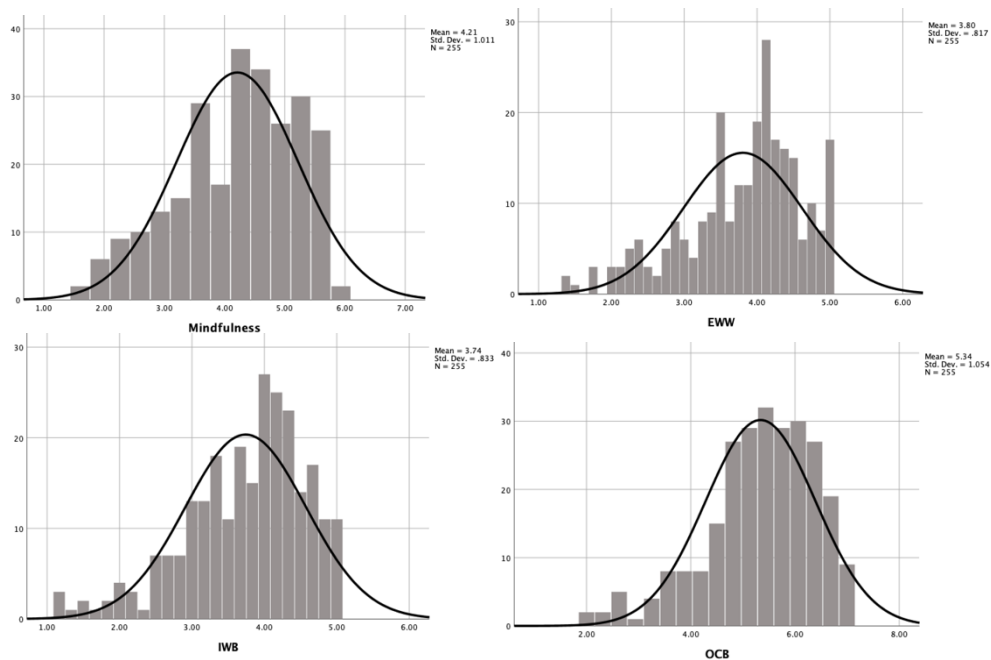 Mean = 4.21
Std. Dev. = 1.011
N = 255
40
30
20
10
0
1.00 2.00 3.00 4.00 5.00 6.00 7.00
Mindfulness
Mean = 3.80
Std. Dev. = .817
N = 255
30
20
10
0
1.00 2.00 3.00 4.00 5.00 6.00
EWW
Mean = 3.74
Std. Dev. = .833
N = 255
30
20
10
0
1.00 2.00 3.00 4.00 5.00 6.00
IWB
Mean = 5.34
Std. Dev. = 1.054
N = 255
40
30
20
10
0
2.00 4.00 6.00 8.00
OCB